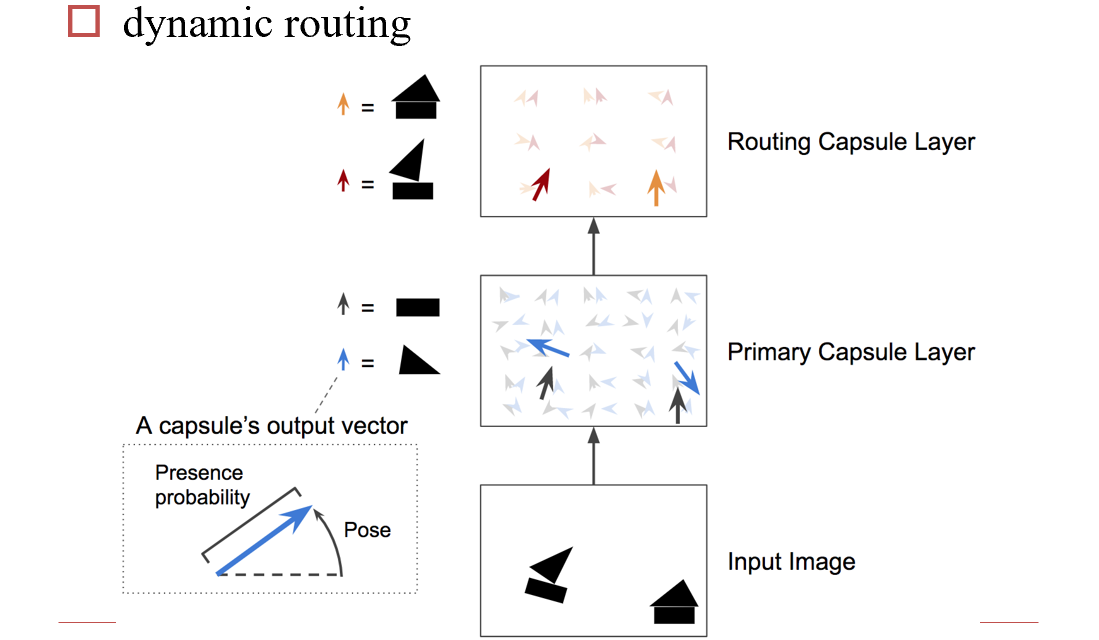 dynamic routing
=
=
Routing Capsule Layer
=
=
Primary Capsule Layer
A capsule's output vector
Presence
probability
Pose
Input Image